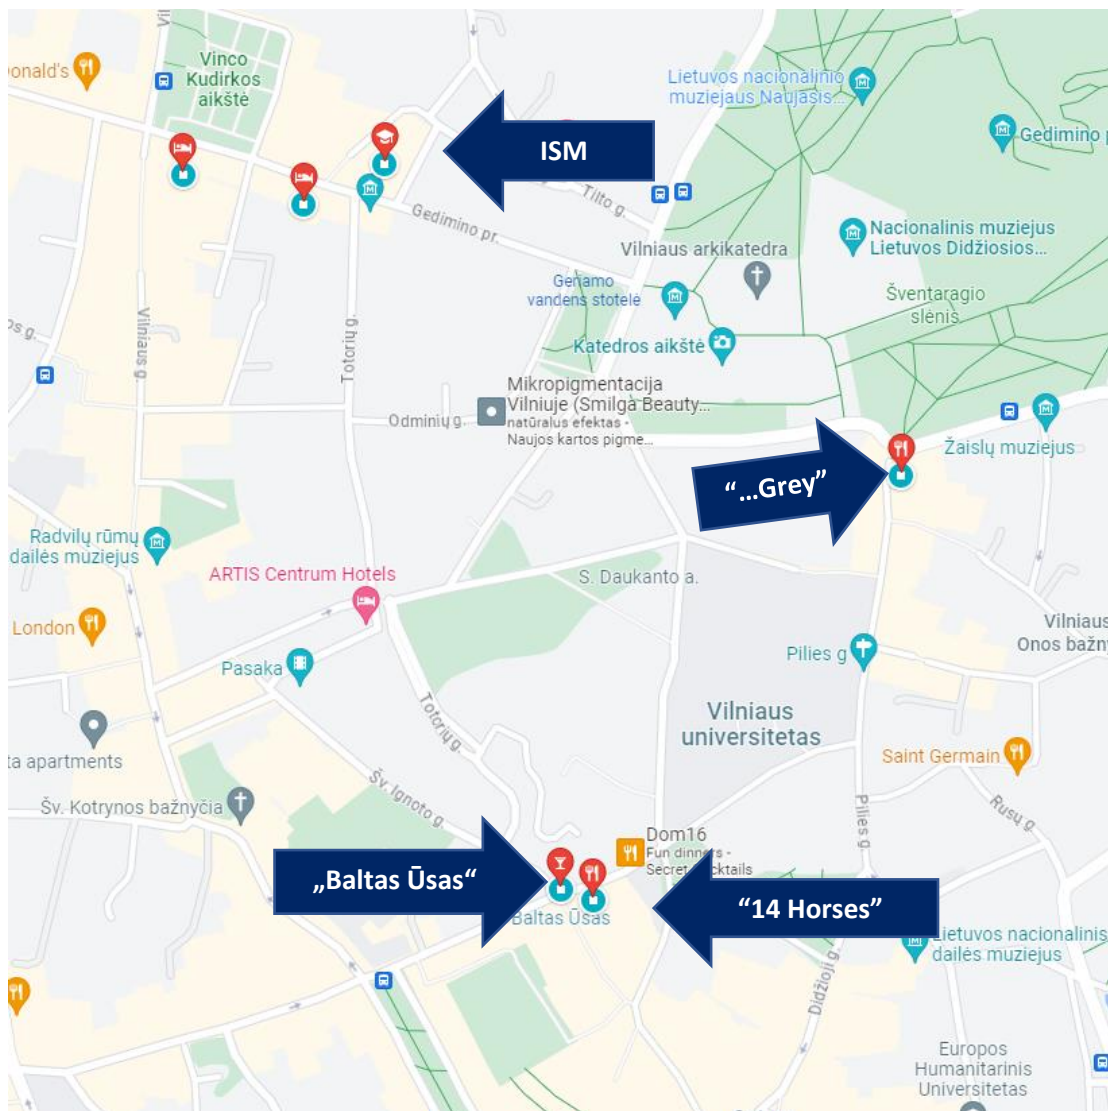 Vil
onald's
Vinco
Kudirkos
aikštė
Lietuvos nacionalinio
muziejaus Naujasis...
Gedimino p
ISM
Tilto g.
Gedimino pr.
Vilniaus arkikatedra
Nacionalinis muziejus
Lietuvos Didžiosios...
Geriamo
vandens stotelė
Šventaragio
slėnis
os g.
Vilniaus g.
Totorių g.
Katedros aikštė
Mikropigmentacija
Vilniuje (Smilga Beauty...
natūralus efektas -
Naujos kartos pigme...
Odminių g.
Žaislų muziejus
“...Grey”
Radvilų rūmų
dailės muziejus
ARTIS Centrum Hotels
S. Daukanto a.
London
Vilniaus
Onos bažny
Pasaka
Pilies g
Totorių g.
Vilniaus
universitetas
Saint Germain
ta apartments
Šv. Kotrynos bažnyčia
Šv. Ignoto g.
Pilies g.
Rusų g.
Dom16
Fun dinners -
Secret cktails
„Baltas Ūsas“
“14 Horses”
Baltas Ūsas
Lietuvos nacionalinis
dailės muziejus
Didžioji g.
Europos
Humanitarinis
Universitetas